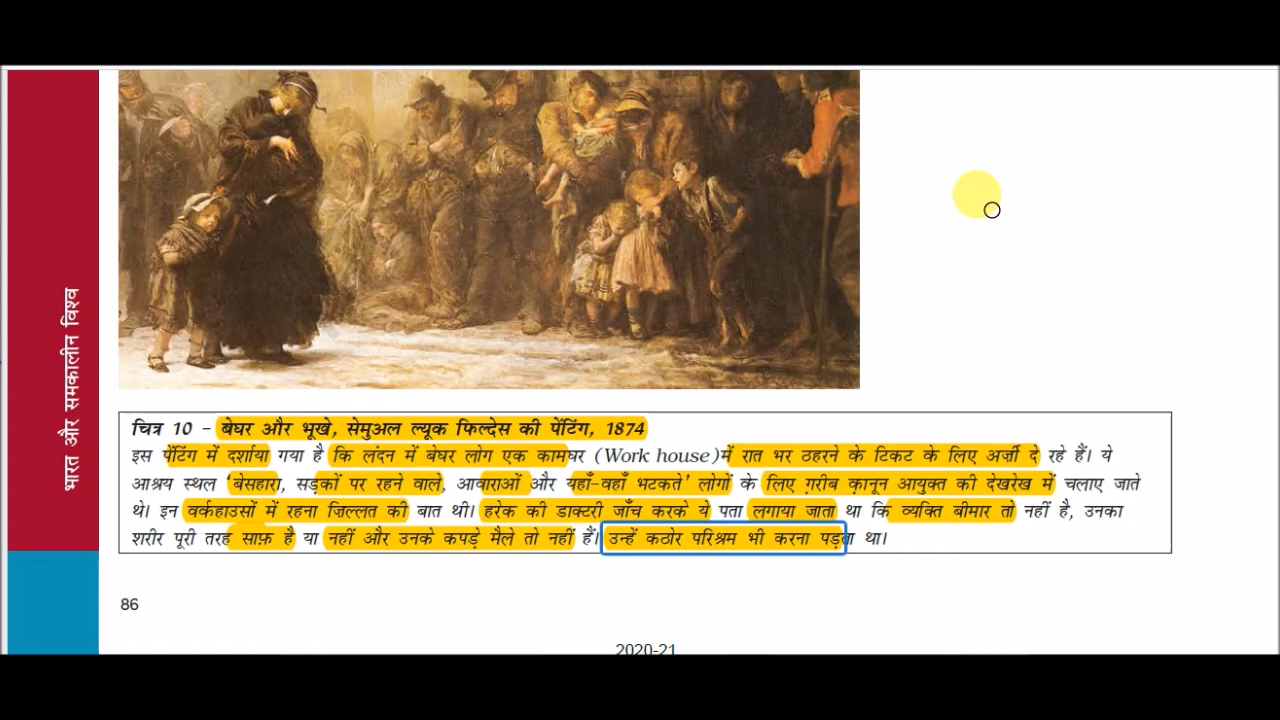 भारत और समकालीन विश्व
चित्र 10 – बेघर और भूखे, सेमुअल ल्यूक फिल्देस की पेंटिंग, 1874
इस पेंटिंग में दर्शाया गया है कि लंदन में बेघर लोग एक कामघर (Work house)में रात भर ठहरने के टिकट के लिए अर्जी दे रहे हैं। ये
आश्रय स्थल 'बेसहारा, सड़कों पर रहने वाले, आवाराओं और यहाँ-वहाँ भटकते' लोगों के लिए ग़रीब क़ानून आयुक्त की देखरेख में चलाए जाते
थे। इन वर्कहाउसों में रहना ज़िल्लत की बात थी। हरेक की डाक्टरी जाँच करके ये पता लगाया जाता था कि व्यक्ति बीमार तो नहीं है, उनका
शरीर पूरी तरह साफ़ है या नहीं और उनके कपड़े मैले तो नहीं हैं। उन्हें कठोर परिश्रम भी करना पड़ता था।
86
2020-21